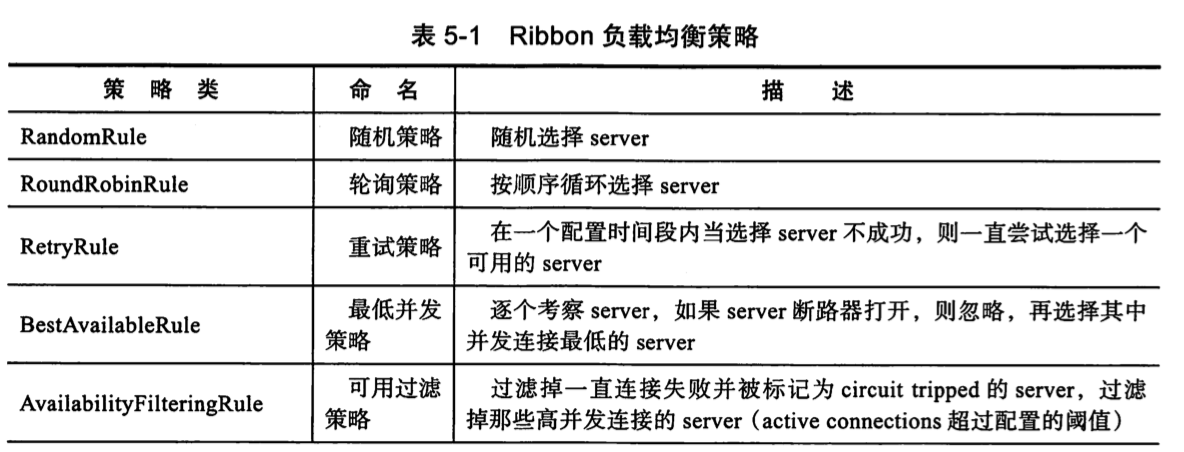 表 5-1 Ribbon 负载均衡策略
策 略 类 命 名 描 述
RandomRule 随机策略 随机选择 server
RoundRobinRule 轮询策略 按顺序循环选择 server
RetryRule 重试策略 在一个配置时间段内当选择 server 不成功，则一直尝试选择一个
可用的 server
BestAvailableRule 最低并发
策略
逐个考察 server，如果 server 断路器打开，则忽略，再选择其中
并发连接最低的 server
AvailabilityFilteringRule 可用过滤
策略
过滤掉一直连接失败并被标记为 circuit tripped 的 server，过滤
掉那些高并发连接的 server（active connections 超过配置的阈值）